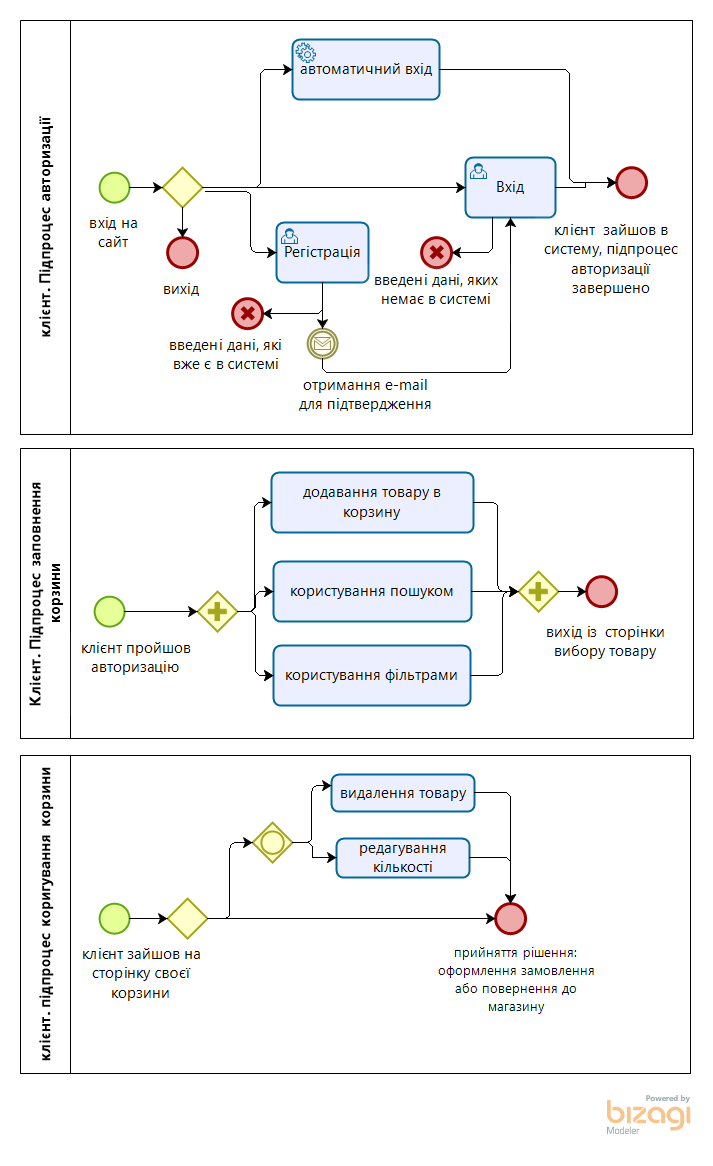 клієнт. Підпроцес авторизації
автоматичний вхід
Вхід
вхід на
сайт
вихід
Регістрація
введені дані, які
вже є в системі
введені дані, яких
немає в системі
отримання e-mail
для підтвердження
клієнт зайшов в
систему, підпроцес
авторизації
завершено
Клієнт. Підпроцес заповнення
корзини
додавання товару в
корзину
користування пошуком
користування фільтрами
клієнт пройшов
авторизацію
вихід із сторінки
вибору товару
клієнт. підпроцес коригування корзини
видалення товару
редагування
кількості
клієнт зайшов на
сторінку своєї
корзини
прийняття рішення:
оформлення замовлення
або повернення до
магазину
Powered by
bizagi
Modeler